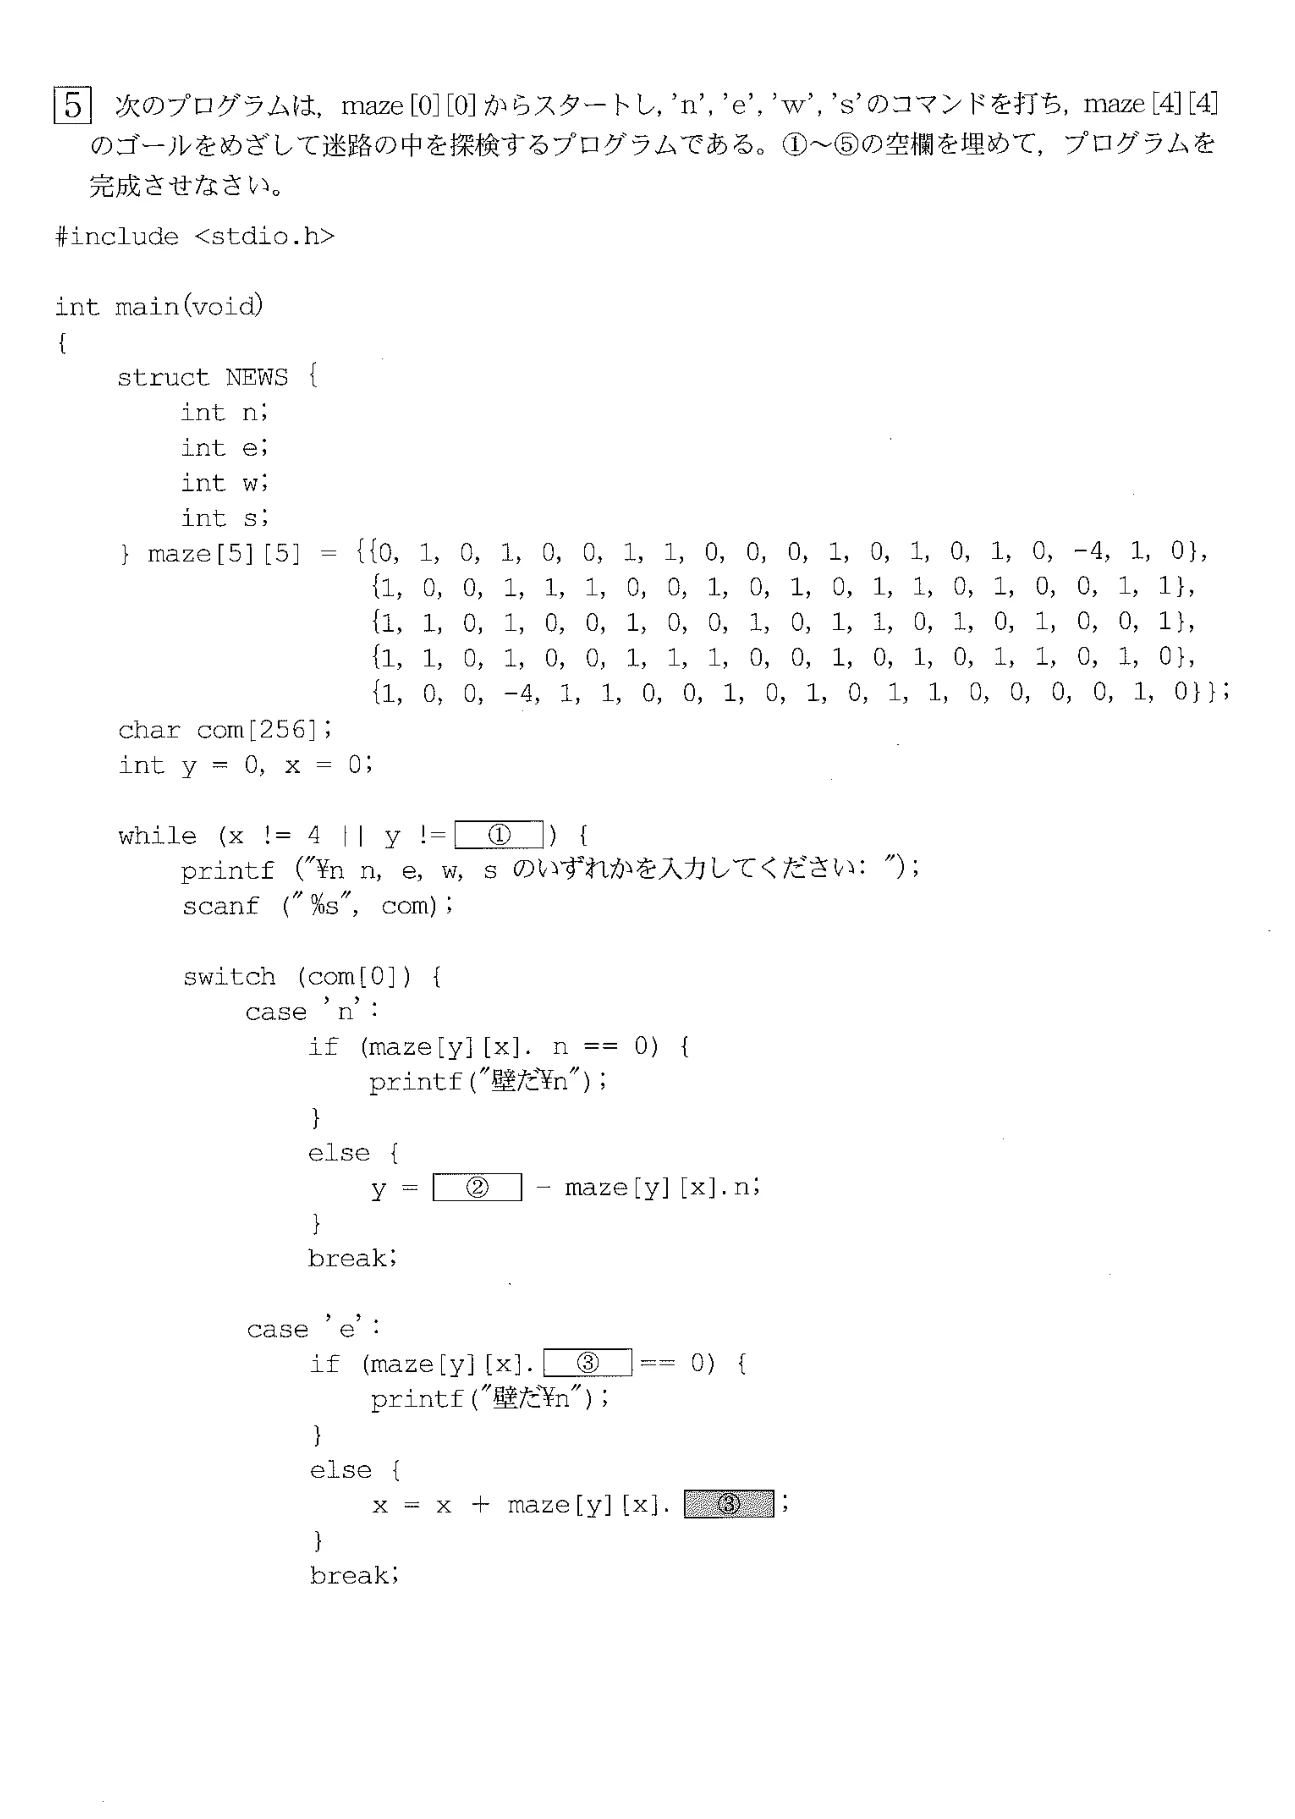 5 次のプログラムは，maze[0][0]からスタートし,'n','e','w','s'のコマンドを打ち，maze[4][4]
のゴールをめざして迷路の中を探検するプログラムである。①〜⑤の空欄を埋めて，プログラムを
完成させなさい。
#include <stdio.h>
int main(void)
{
struct NEWS {
int n;
int e;
int w;
int s;
} maze[5][5] = {{0, 1, 0, 1, 0, 0, 1, 1, 0, 0, 0, 1, 0, 1, 0, 1, 0, -4, 1, 0},
{1, 0, 0, 1, 1, 1, 0, 0, 1, 0, 1, 0, 1, 1, 0, 1, 0, 0, 1, 1},
{1, 1, 0, 1, 0, 0, 1, 0, 0, 1, 0, 1, 1, 0, 1, 0, 1, 0, 0, 1},
{1, 1, 0, 1, 0, 0, 1, 1, 1, 0, 0, 1, 0, 1, 0, 1, 1, 0, 1, 0},
{1, 0, 0, -4, 1, 1, 0, 0, 1, 0, 1, 0, 1, 1, 0, 0, 0, 0, 1, 0}};
char com[256];
int y = 0, x = 0;
while (x != 4 || y != ① ) {
printf ("¥n n, e, w, s のいずれかを入力してください: ");
scanf ("%s", com);
switch (com[0]) {
case 'n':
if (maze[y][x]. n == 0) {
printf("壁だ¥n");
}
else {
y = ② - maze[y][x].n;
}
break;
case 'e':
if (maze[y][x]. ③ == 0) {
printf("壁だ¥n");
}
else {
x = x + maze[y][x]. ③ ;
}
break;